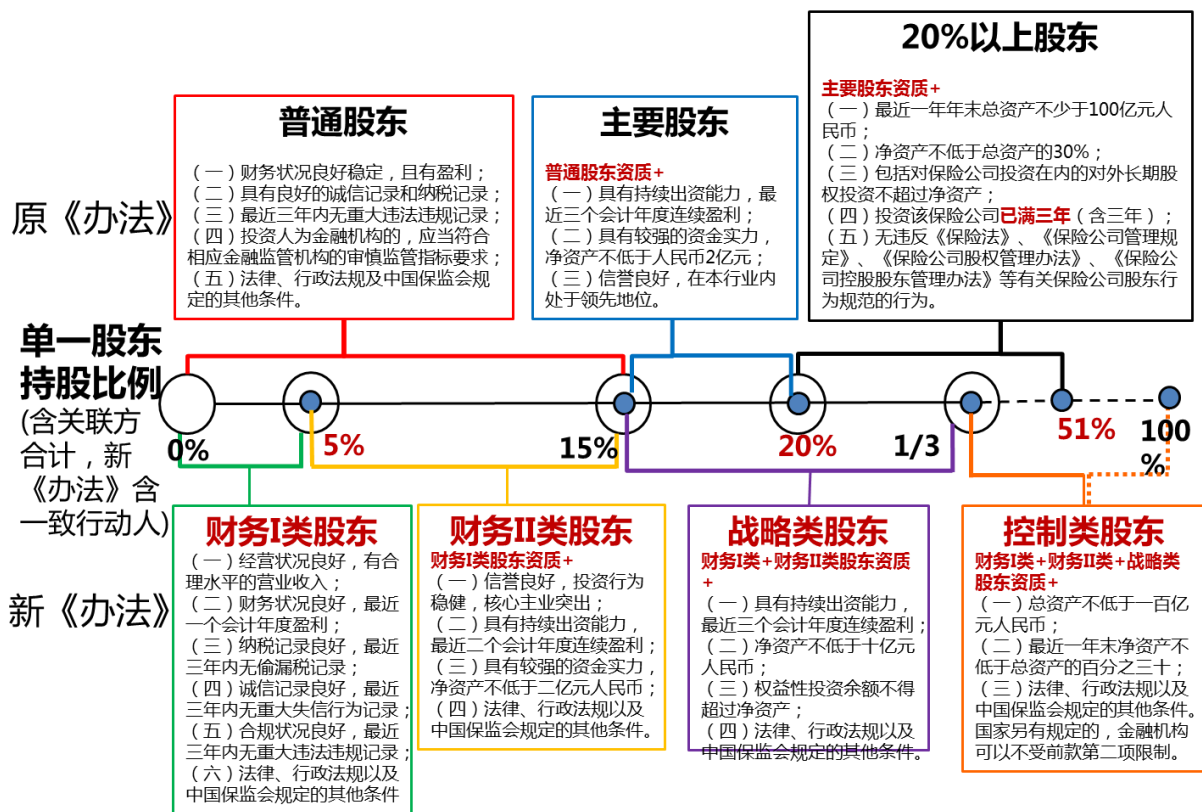 20%以上股东
主要股东资质+
（一）最近一年年末总资产不少于100亿元人
民币；
（二）净资产不低于总资产的30%；
（三）包括对保险公司投资在内的对外长期股
权投资不超过净资产；
（四）投资该保险公司已满三年（含三年）；
（五）无违反《保险法》、《保险公司管理规
定》、《保险公司股权管理办法》、《保险公
司控股股东管理办法》等有关保险公司股东行
为规范的行为。
普通股东
（一）财务状况良好稳定，且有盈利；
（二）具有良好的诚信记录和纳税记录；
（三）最近三年内无重大违法违规记录；
（四）投资人为金融机构的，应当符合
相应金融监管机构的审慎监管指标要求；
（五）法律、行政法规及中国保监会规
定的其他条件。
主要股东
普通股东资质+
（一）具有持续出资能力，最
近三个会计年度连续盈利；
（二）具有较强的资金实力，
净资产不低于人民币2亿元；
（三）信誉良好，在本行业内
处于领先地位。
原《办法》
单一股东
持股比例
(含关联方
合计，新
《办法》含
一致行动人)
0%
5%
15%
20%
1/3
51%
100
%
新《办法》
财务I类股东
（一）经营状况良好，有合
理水平的营业收入；
（二）财务状况良好，最近
一个会计年度盈利；
（三）纳税记录良好，最近
三年内无偷漏税记录；
（四）诚信记录良好，最近
三年内无重大失信行为记录；
（五）合规状况良好，最近
三年内无重大违法违规记录；
（六）法律、行政法规以及
中国保监会规定的其他条件
财务II类股东
财务I类股东资质+
（一）信誉良好，投资行为
稳健，核心主业突出；
（二）具有持续出资能力，
最近二个会计年度连续盈利；
（三）具有较强的资金实力，
净资产不低于二亿元人民币；
（四）法律、行政法规以及
中国保监会规定的其他条件。
战略类股东
财务I类+财务II类股东资质
+
（一）具有持续出资能力，
最近三个会计年度连续盈利；
（二）净资产不低于十亿元
人民币；
（三）权益性投资余额不得
超过净资产；
（四）法律、行政法规以及
中国保监会规定的其他条件。
控制类股东
财务I类+财务II类+战略类
股东资质+
（一）总资产不低于一百亿
元人民币；
（二）最近一年末净资产不
低于总资产的百分之三十；
（三）法律、行政法规以及
中国保监会规定的其他条件。
国家另有规定的，金融机构
可以不受前款第二项限制。